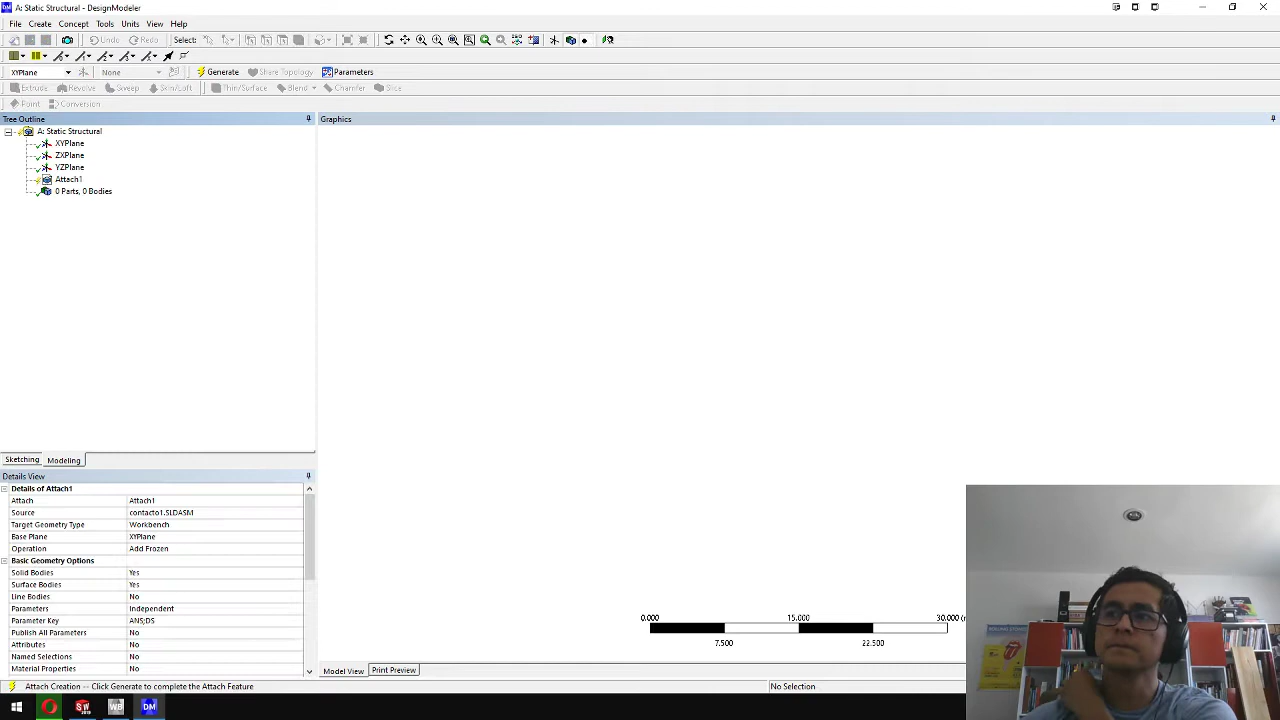 A: Static Structural - DesignModeler
File Create Concept Tools Units View Help
Undo Redo Select:
XYPlane None Generate Share Topology Parameters
Extrude Revolve Sweep Skin/Loft Thin/Surface Blend Chamfer Slice
Point Conversion
Tree Outline
A: Static Structural
XYPlane
ZXPlane
YZPlane
Attach1
0 Parts, 0 Bodies
Sketching Modeling
Details View
Details of Attach1
Attach Attach1
Source contacto1.SLDASM
Target Geometry Type Workbench
Base Plane XYPlane
Operation Add Frozen
Basic Geometry Options
Solid Bodies Yes
Surface Bodies Yes
Line Bodies No
Parameters Independent
Parameter Key ANS;DS
Publish All Parameters No
Attributes No
Named Selections No
Material Properties No
Graphics
0.000 15.000 30.000
7.500 22.500
Model View Print Preview
Attach Creation -- Click Generate to complete the Attach Feature
No Selection
SW
2019
WB
DM